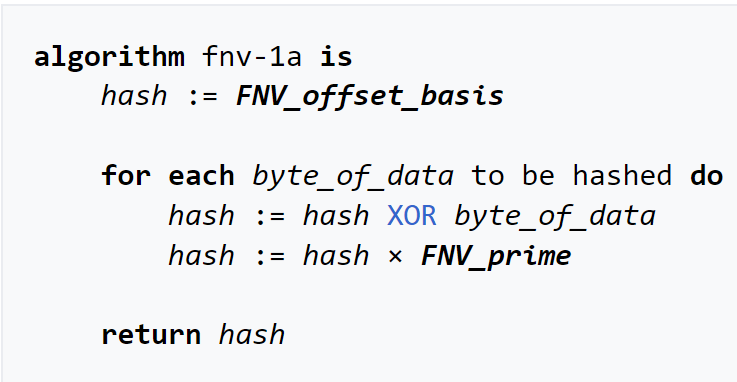 algorithm fnv-1a is
hash := FNV_offset_basis
for each byte_of_data to be hashed do
hash := hash XOR byte_of_data
hash := hash × FNV_prime
return hash